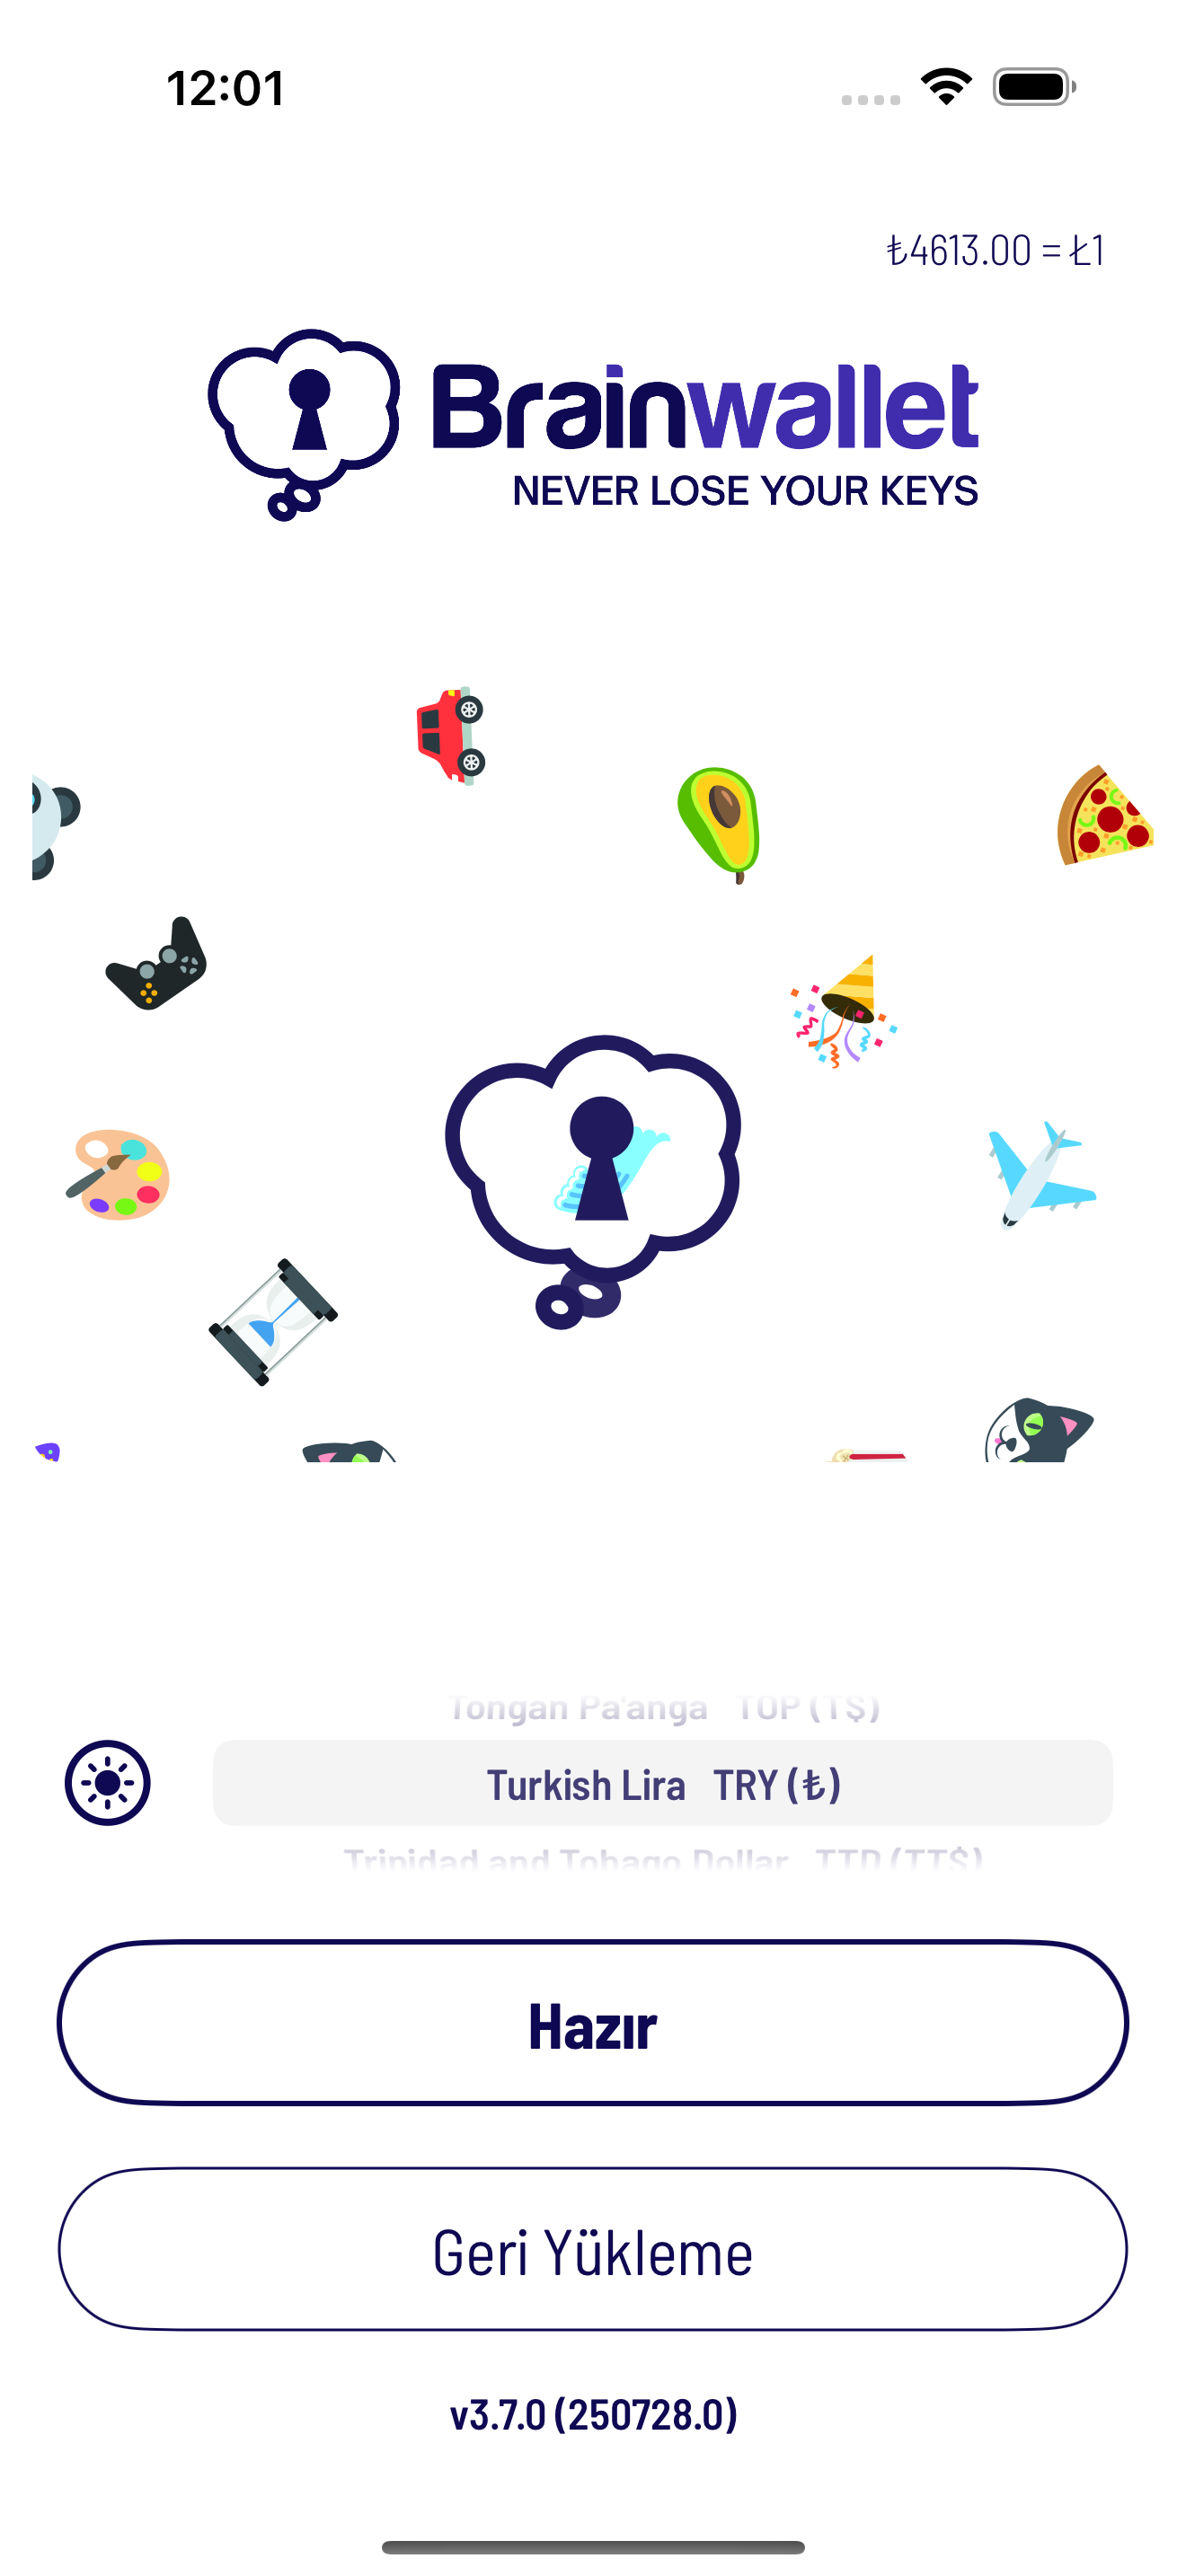 12:01
₺4613.00 = Ł1
Brainwallet
NEVER LOSE YOUR KEYS
Tongan Pa'anga TOP (T$)
Turkish Lira TRY (₺)
Trinidad and Tobago Dollar TTD (TT$)
Hazır
Geri Yükleme
v3.7.0 (250728.0)